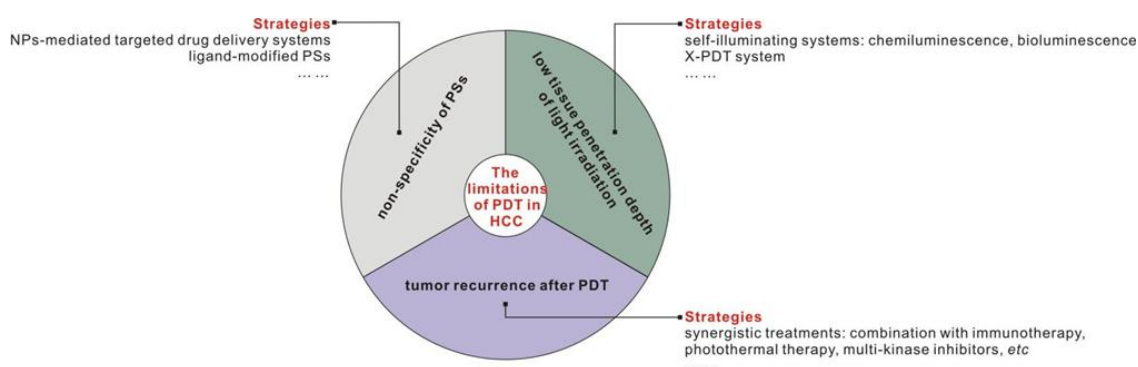 Strategies
NPs-mediated targeted drug delivery systems
ligand-modified PSs
... ...
Strategies
self-illuminating systems: chemiluminescence, bioluminescence
X-PDT system
... ...
non-specificity of PSs
low tissue penetration depth
of light irradiation
The
limitations
of PDT in
HCC
tumor recurrence after PDT
Strategies
synergistic treatments: combination with immunotherapy,
photothermal therapy, multi-kinase inhibitors, etc